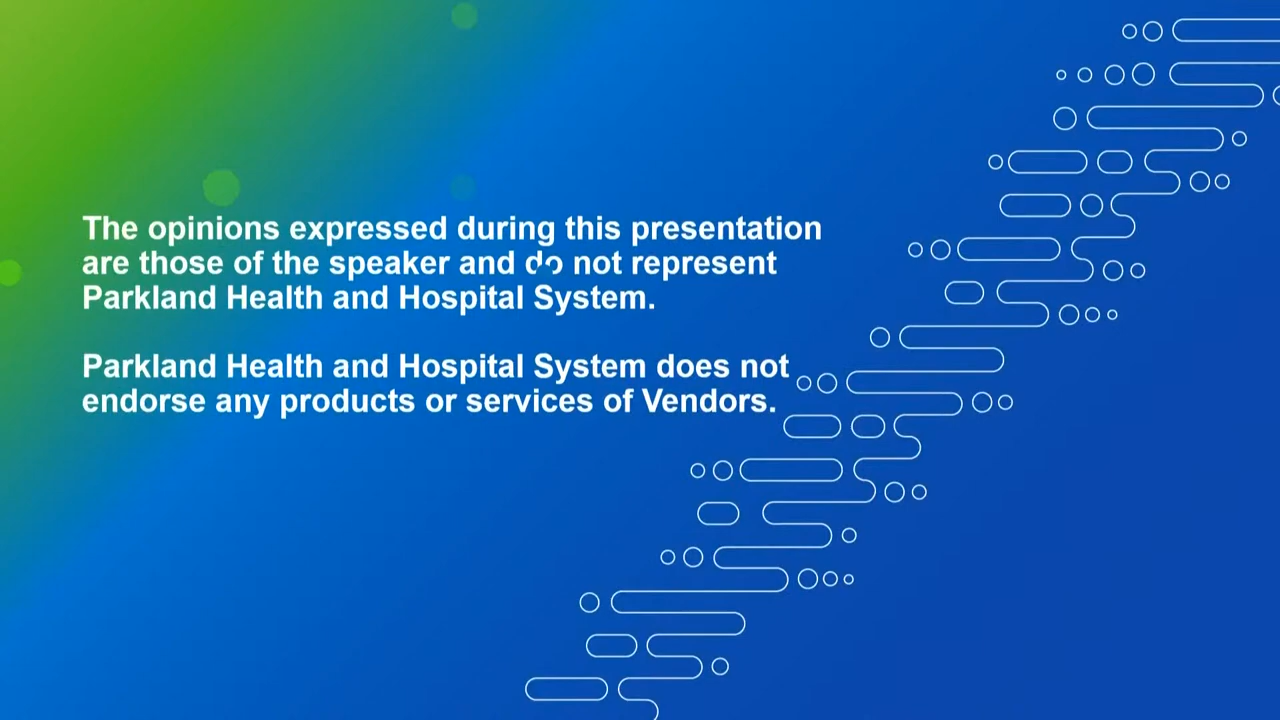 The opinions expressed during this presentation
are those of the speaker and do not represent
Parkland Health and Hospital System.
Parkland Health and Hospital System does not
endorse any products or services of Vendors.